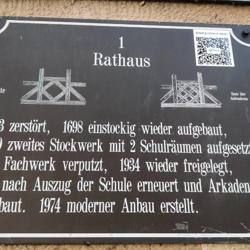 1
Rathaus
3 zerstört, 1698 einstockig wieder aufgebaut,
zweites Stockwerk mit 2 Schulräumen aufgesetzt
Fachwerk verputzt, 1934 wieder freigelegt,
nach Auszug der Schule erneuert und Arkaden
baut. 1974 moderner Anbau erstellt.